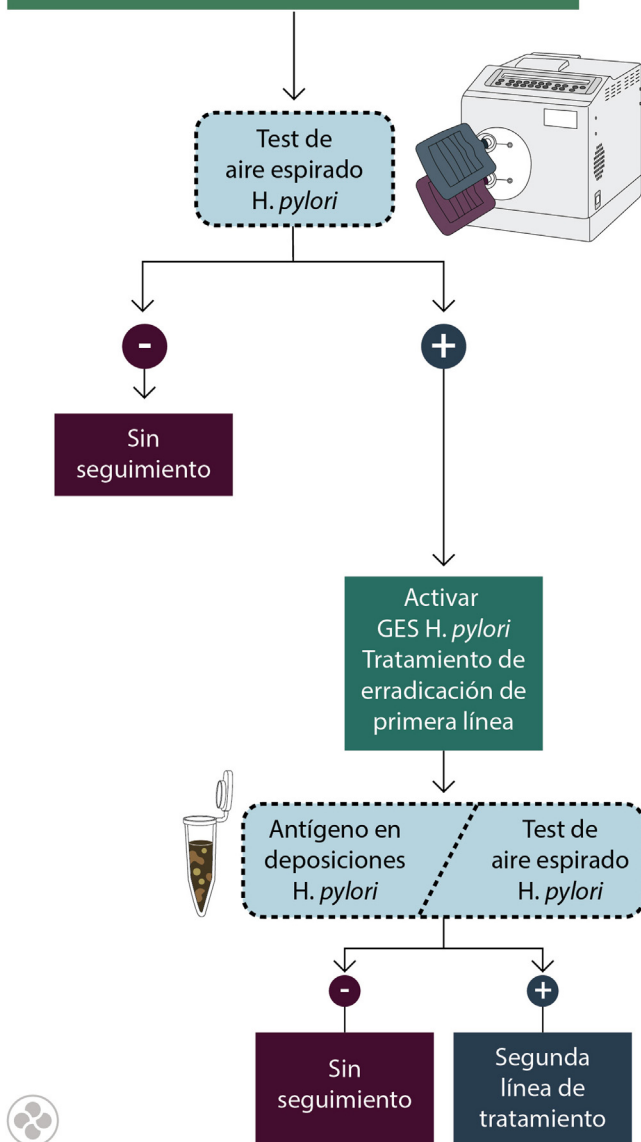 Test de
aire espirado
H. pylori
-
+
Sin
seguimiento
Activar
GES H. pylori
Tratamiento de
erradicación de
primera línea
Antígeno en
deposiciones
H. pylori
Test de
aire espirado
H. pylori
-
+
Sin
seguimiento
Segunda
línea de
tratamiento